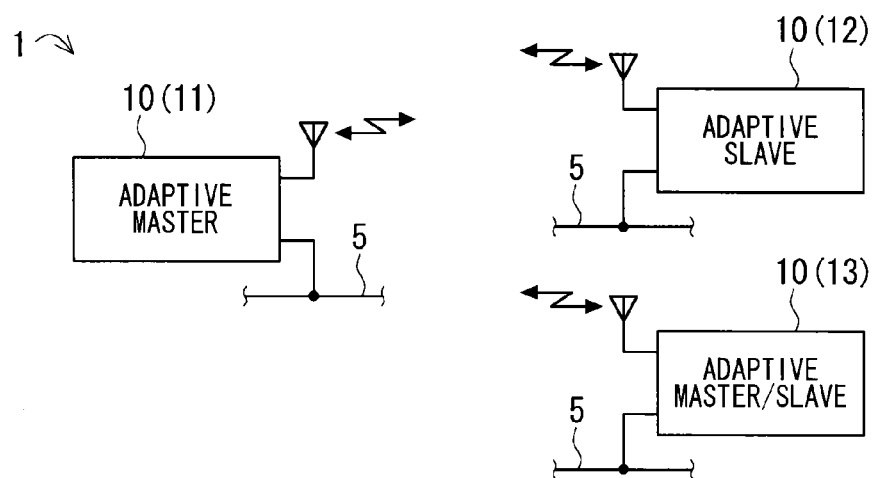 1
10(11)
ADAPTIVE
MASTER
5
10(12)
ADAPTIVE
SLAVE
5
10(13)
ADAPTIVE
MASTER/SLAVE
5